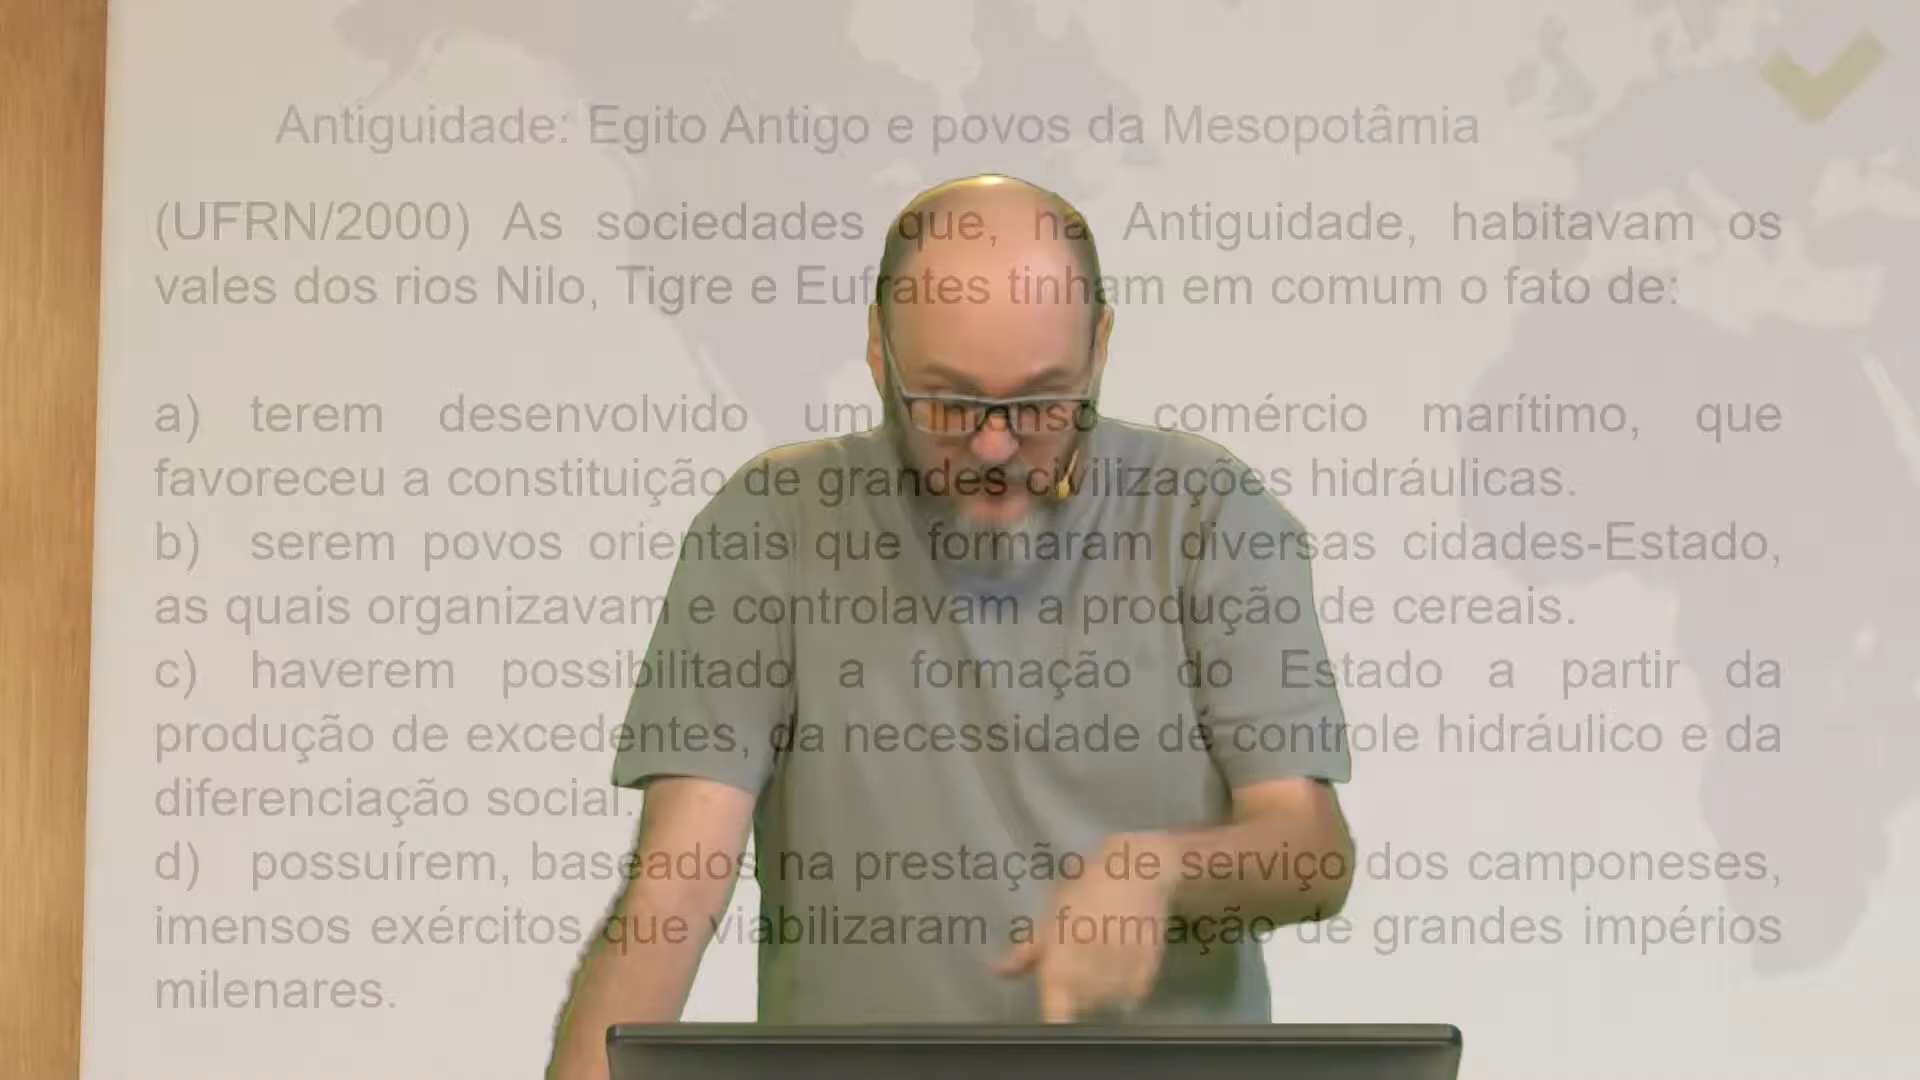 Antiguidade: Egito Antigo e povos da Mesopotâmia
(UFRN/2000) As sociedades que, na Antiguidade, habitavam os
vales dos rios Nilo, Tigre e Eufrates tinham em comum o fato de:
a) terem desenvolvido um comércio marítimo, que
favoreceu a constituição de grandes civilizações hidráulicas.
b) serem povos orientais que formaram diversas cidades-Estado,
as quais organizavam e controlavam a produção de cereais.
c) haverem possibilitado a formação do Estado a partir da
produção de excedentes, da necessidade de controle hidráulico e da
diferenciação social.
d) possuírem, baseados na prestação de serviço dos camponeses,
imensos exércitos que viabilizaram a formação de grandes impérios
milenares.